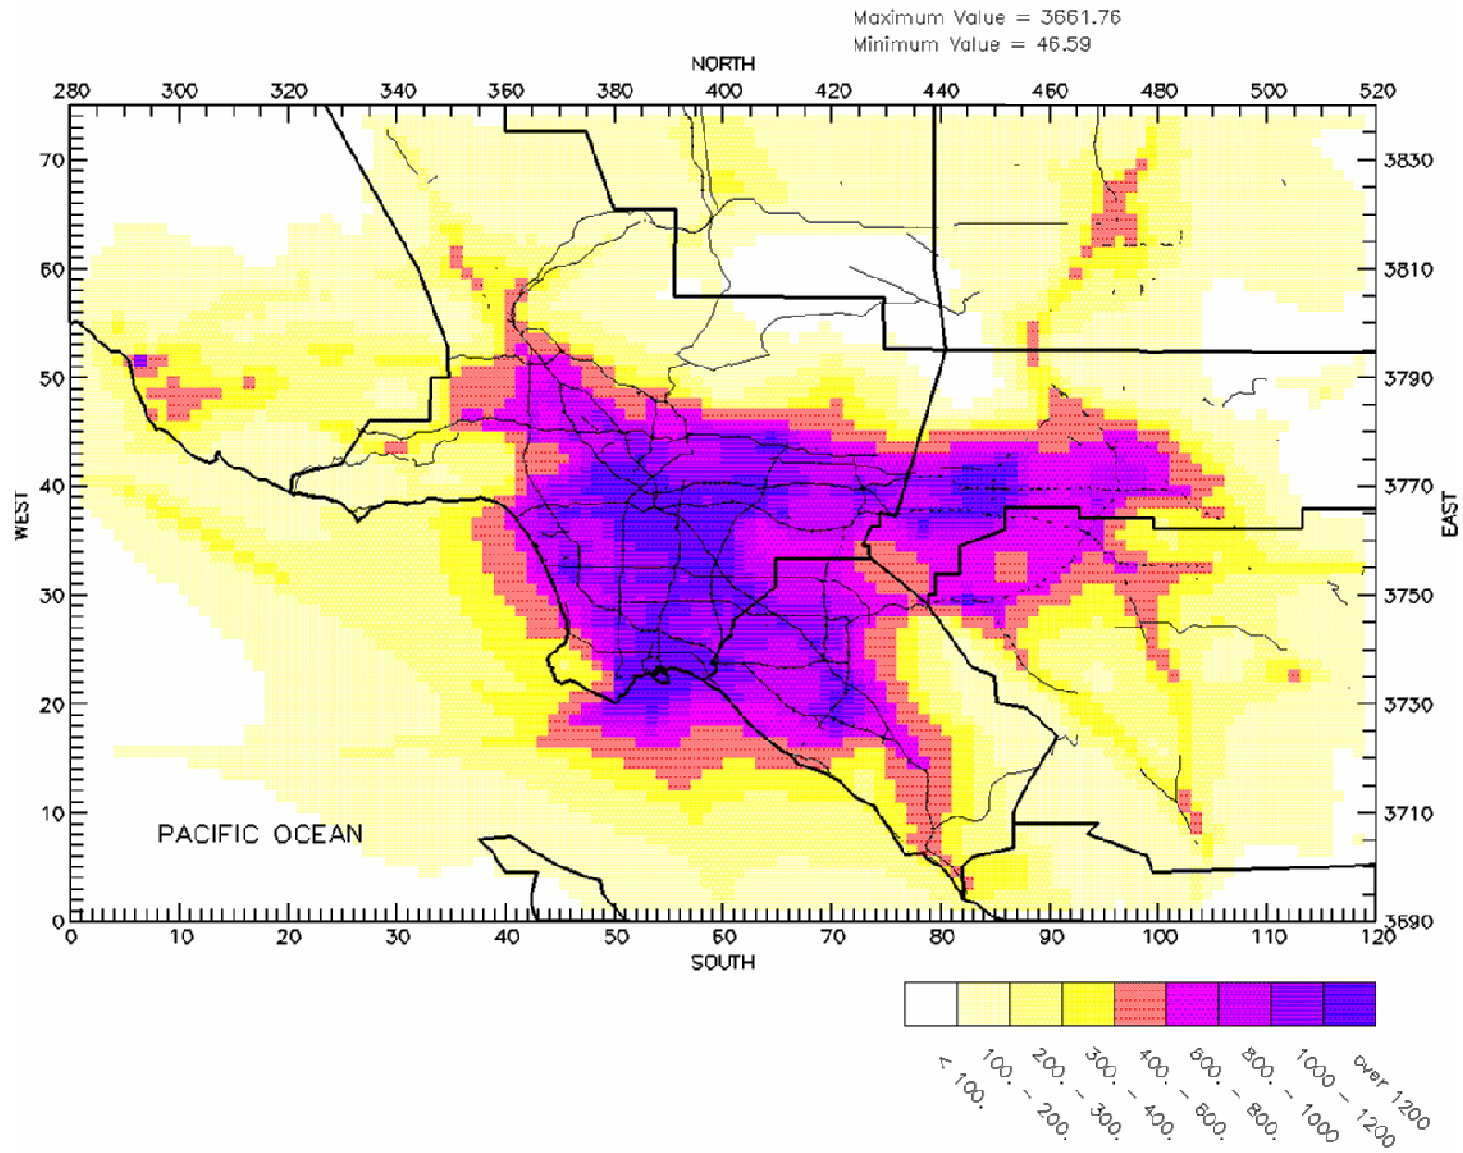 Maximum Value = 3661.76
Minimum Value = 46.59
NORTH
280 300 320 340 360 380 400 420 440 460 480 500 520
70 3830
60 3810
50 3790
40 3770
WEST
EAST
30 3750
20 3730
10 3710
PACIFIC OCEAN
0 3690
0 10 20 30 40 50 60 70 80 90 100 110 120
SOUTH
< 100.
100. - 200.
200. - 300.
300. - 400.
400. - 600.
600. - 800.
800. - 1000
1000 - 1200
over 1200